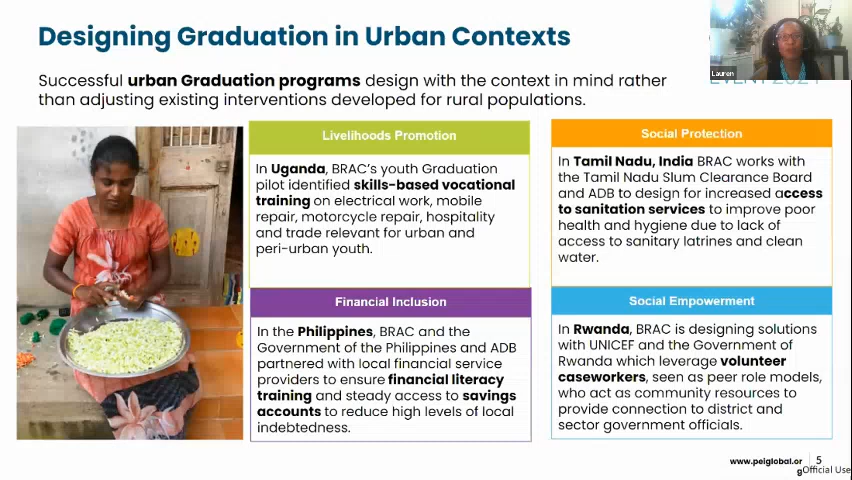 Designing Graduation in Urban Contexts
Lauren
Successful urban Graduation programs design with the context in mind rather
than adjusting existing interventions developed for rural populations.
Livelihoods Promotion
In Uganda, BRAC's youth Graduation
pilot identified skills-based vocational
training on electrical work, mobile
repair, motorcycle repair, hospitality
and trade relevant for urban and
peri-urban youth.
Social Protection
In Tamil Nadu, India BRAC works with
the Tamil Nadu Slum Clearance Board
and ADB to design for increased access
to sanitation services to improve poor
health and hygiene due to lack of
access to sanitary latrines and clean
water.
Financial Inclusion
In the Philippines, BRAC and the
Government of the Philippines and ADB
partnered with local financial service
providers to ensure financial literacy
training and steady access to savings
accounts to reduce high levels of local
indebtedness.
Social Empowerment
In Rwanda, BRAC is designing solutions
with UNICEF and the Government of
Rwanda which leverage volunteer
caseworkers, seen as peer role models,
who act as community resources to
provide connection to district and
sector government officials.
www.peiglobal.or
g
5
Official Use